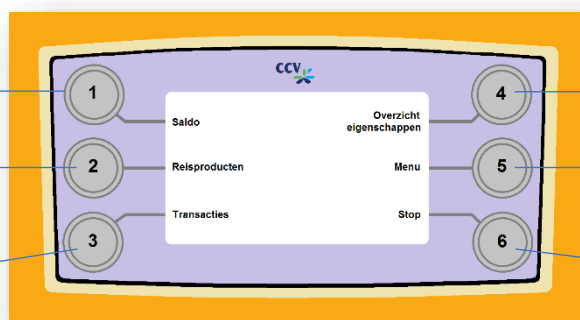 ccv
1
Saldo
2
Reisproducten
3
Transacties
4
Overzicht
eigenschappen
5
Menu
6
Stop